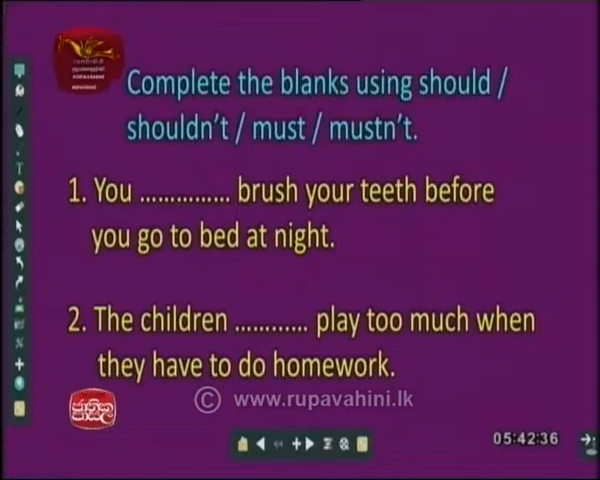 Complete the blanks using should /
shouldn't / must / mustn't.
1. You ............... brush your teeth before
you go to bed at night.
2. The children ............ play too much when
they have to do homework.
© www.rupavahini.lk
05:42:36